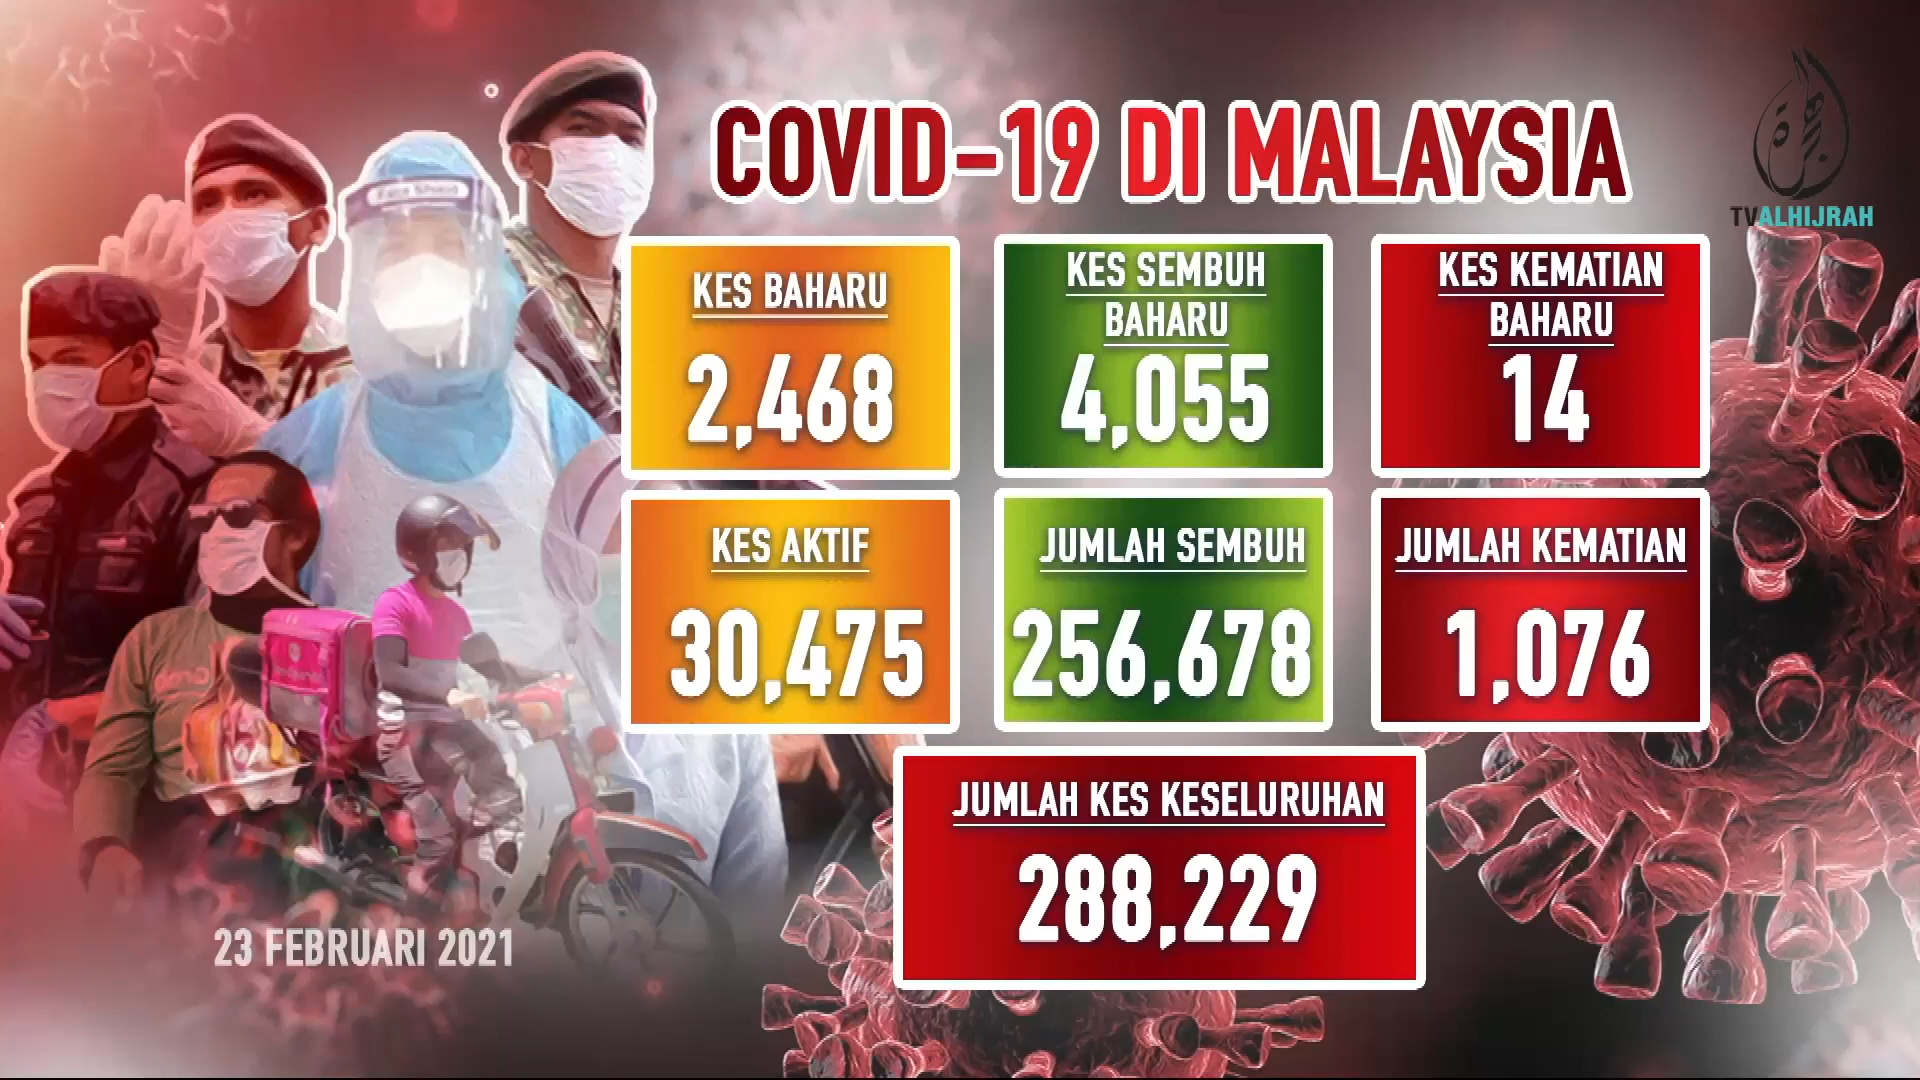 COVID-19 DI MALAYSIA
TVALHIJRAH
KES BAHARU
2,468
KES SEMBUH
BAHARU
4,055
KES KEMATIAN
BAHARU
14
KES AKTIF
30,475
JUMLAH SEMBUH
256,678
JUMLAH KEMATIAN
1,076
JUMLAH KES KESELURUHAN
288,229
23 FEBRUARI 2021